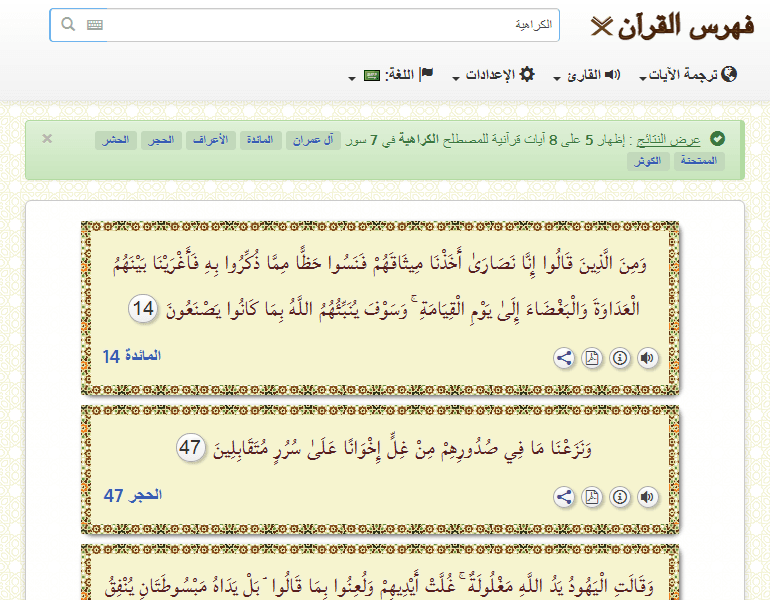 فهرس القرآن
الكراهية
ترجمة الآيات القارئ الإعدادات اللغة:
عرض النتائج : إظهار 5 على 8 آيات قرآنية للمصطلح الكراهية في 7 سور آل عمران المائدة الأعراف الحجر الحشر
الممتحنة الكوثر
وَمِنَ الَّذِينَ قَالُوا إِنَّا نَصَارَىٰ أَخَذْنَا مِيثَاقَهُمْ فَنَسُوا حَظًّا مِمَّا ذُكِّرُوا بِهِ فَأَغْرَيْنَا بَيْنَهُمُ
الْعَدَاوَةَ وَالْبَغْضَاءَ إِلَىٰ يَوْمِ الْقِيَامَةِ ۚ وَسَوْفَ يُنَبِّئُهُمُ اللَّهُ بِمَا كَانُوا يَصْنَعُونَ 14
المائدة 14
وَنَزَعْنَا مَا فِي صُدُورِهِمْ مِنْ غِلٍّ إِخْوَانًا عَلَىٰ سُرُرٍ مُتَقَابِلِينَ 47
الحجر 47
وَقَالَتِ الْيَهُودُ يَدُ اللَّهِ مَغْلُولَةٌ ۚ غُلَّتْ أَيْدِيهِمْ وَلُعِنُوا بِمَا قَالُوا ۘ بَلْ يَدَاهُ مَبْسُوطَتَانِ يُنْفِقُ